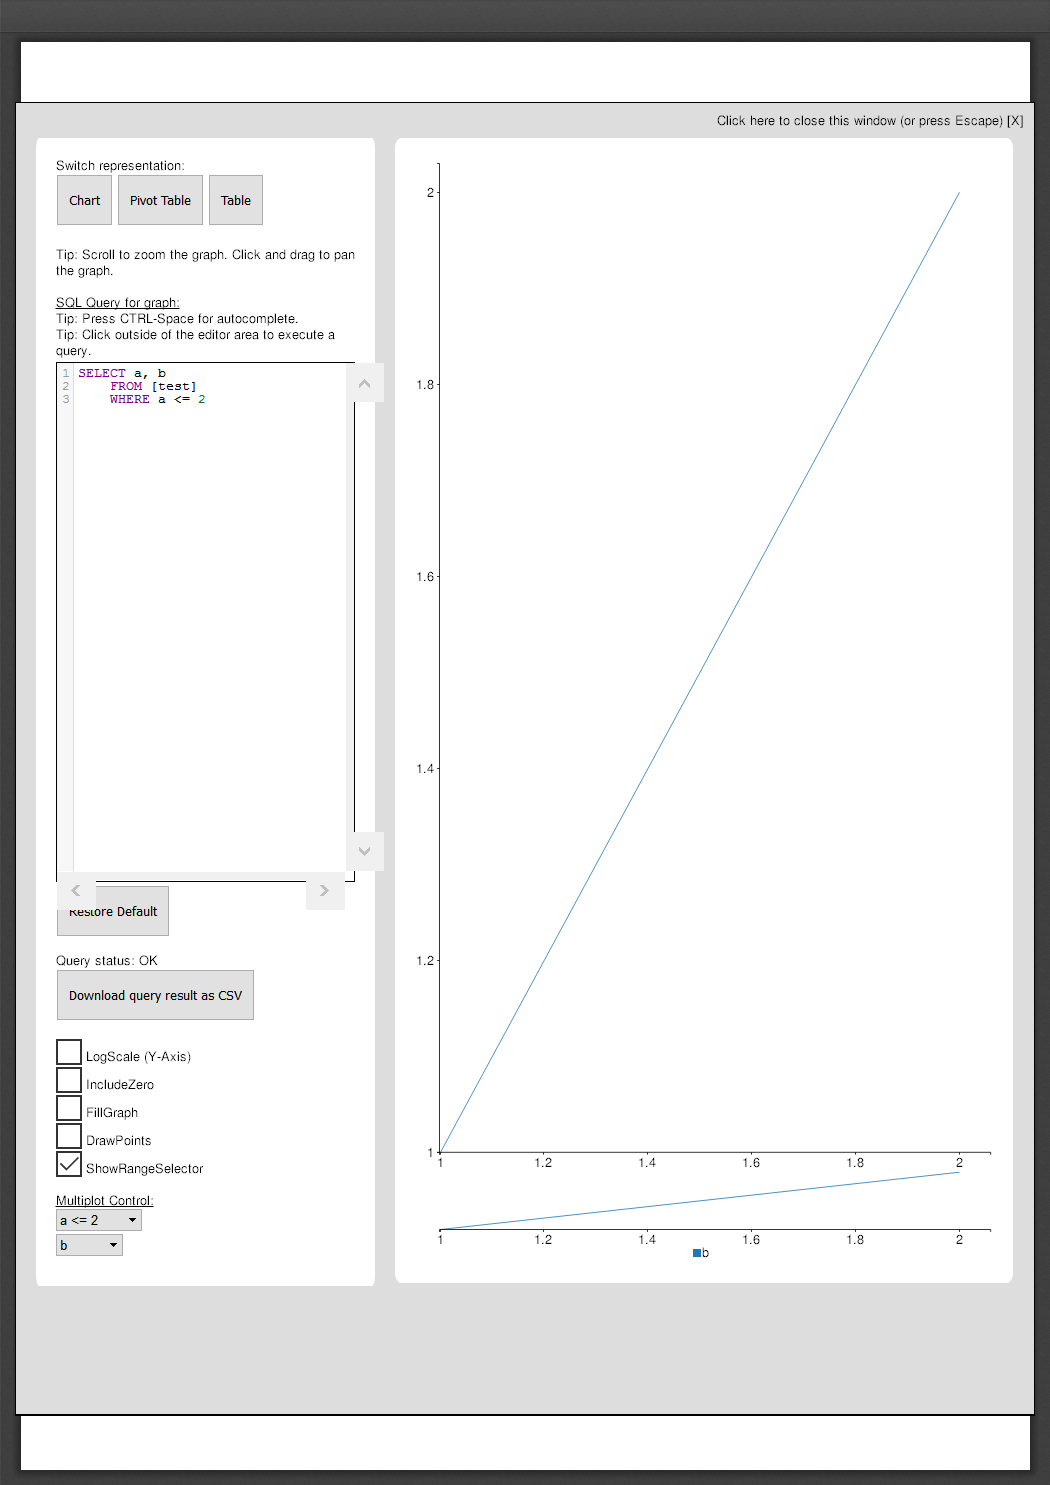 Click here to close this window (or press Escape) [X]
Switch representation:
Chart
Pivot Table
Table
Tip: Scroll to zoom the graph. Click and drag to pan
the graph.
SQL Query for graph:
Tip: Press CTRL-Space for autocomplete.
Tip: Click outside of the editor area to execute a
query.
1 SELECT a, b
2 FROM [test]
3 WHERE a <= 2
Restore Default
Query status: OK
Download query result as CSV
LogScale (Y-Axis)
IncludeZero
FillGraph
DrawPoints
ShowRangeSelector
Multiplot Control:
a <= 2
b
2
1.8
1.6
1.4
1.2
1
1 1.2 1.4 1.6 1.8 2
1 1.2 1.4 1.6 1.8 2
b